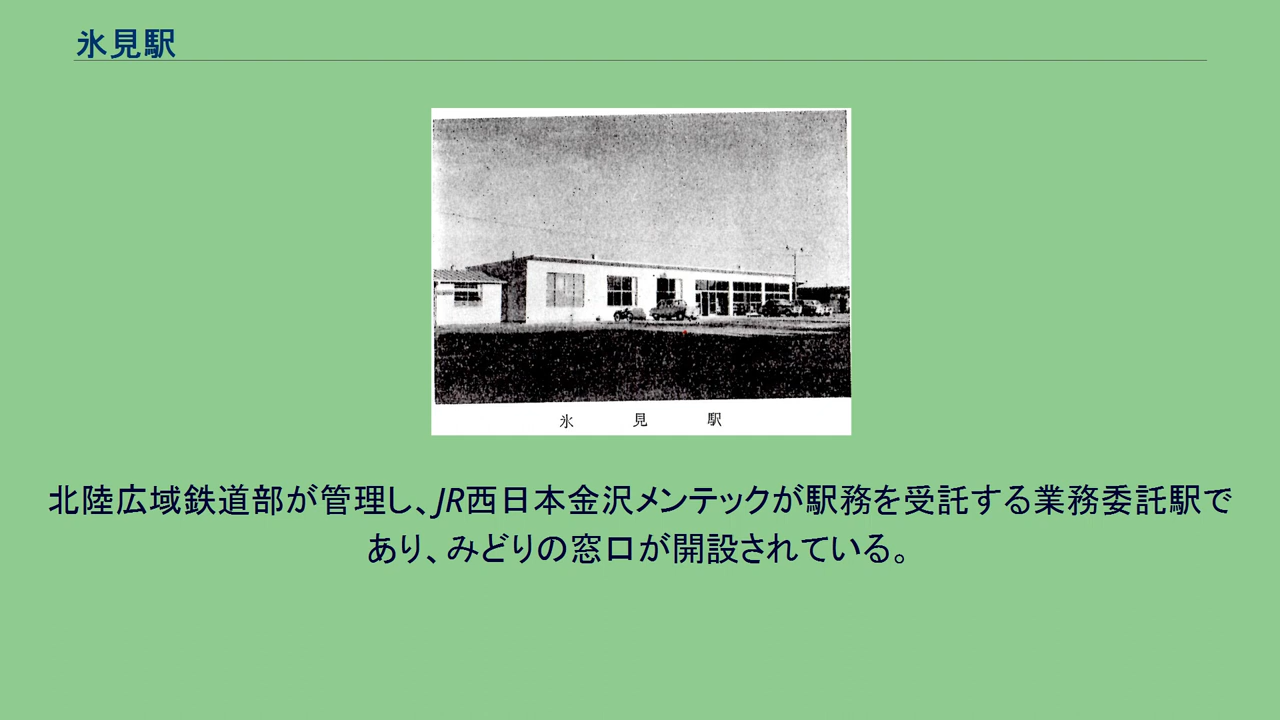 氷見駅
氷見駅
北陸広域鉄道部が管理し、JR西日本金沢メンテックが駅務を受託する業務委託駅で
あり、みどりの窓口が開設されている。